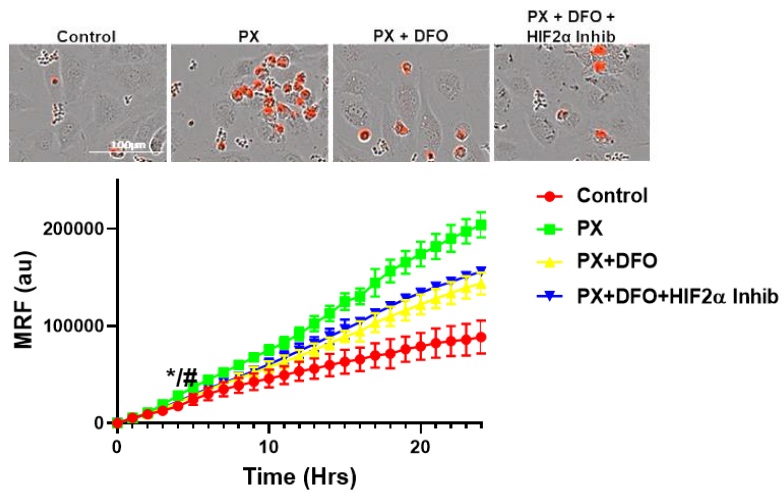 Control
PX
PX + DFO
PX + DFO +
HIF2α Inhib
100μm
MRF (au)
200000
100000
0
*/#
0
10
20
Time (Hrs)
Control
PX
PX+DFO
PX+DFO+HIF2α Inhib